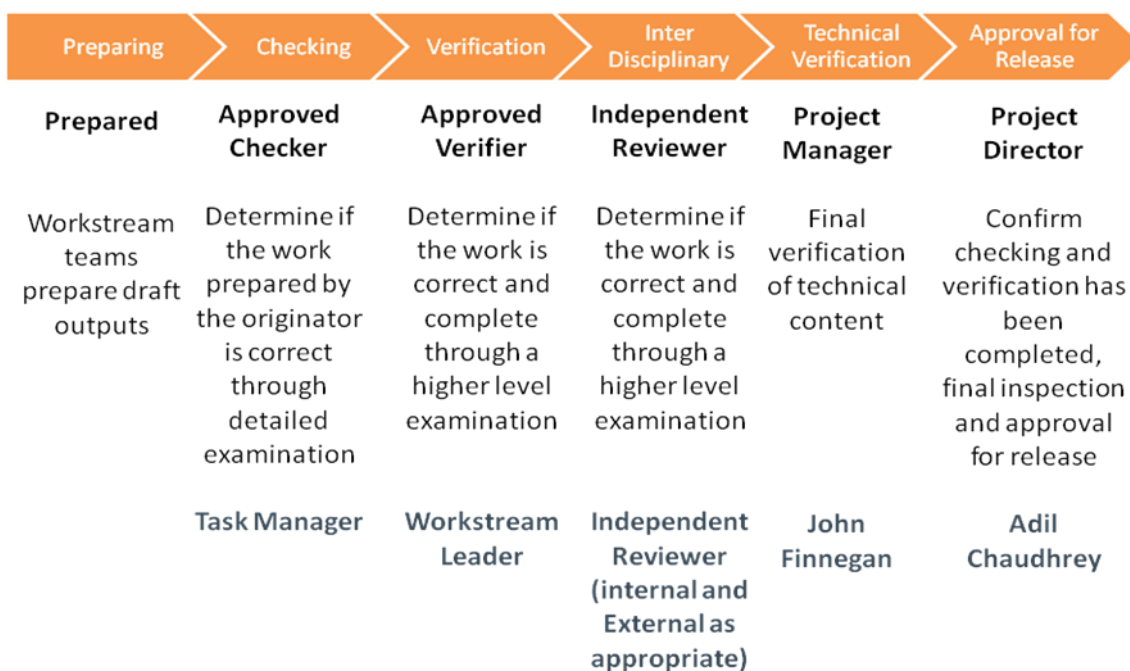 Preparing
Checking
Verification
Inter
Disciplinary
Technical
Verification
Approval for
Release
Prepared
Approved
Checker
Approved
Verifier
Independent
Reviewer
Project
Manager
Project
Director
Workstream
teams
prepare draft
outputs
Determine if
the work
prepared by
the originator
is correct
through
detailed
examination
Determine if
the work is
correct and
complete
through a
higher level
examination
Determine if
the work is
correct and
complete
through a
higher level
examination
Final
verification
of technical
content
Confirm
checking and
verification has
been
completed,
final inspection
and approval
for release
Task Manager
Workstream
Leader
Independent
Reviewer
(internal and
External as
appropriate)
John
Finnegan
Adil
Chaudhrey